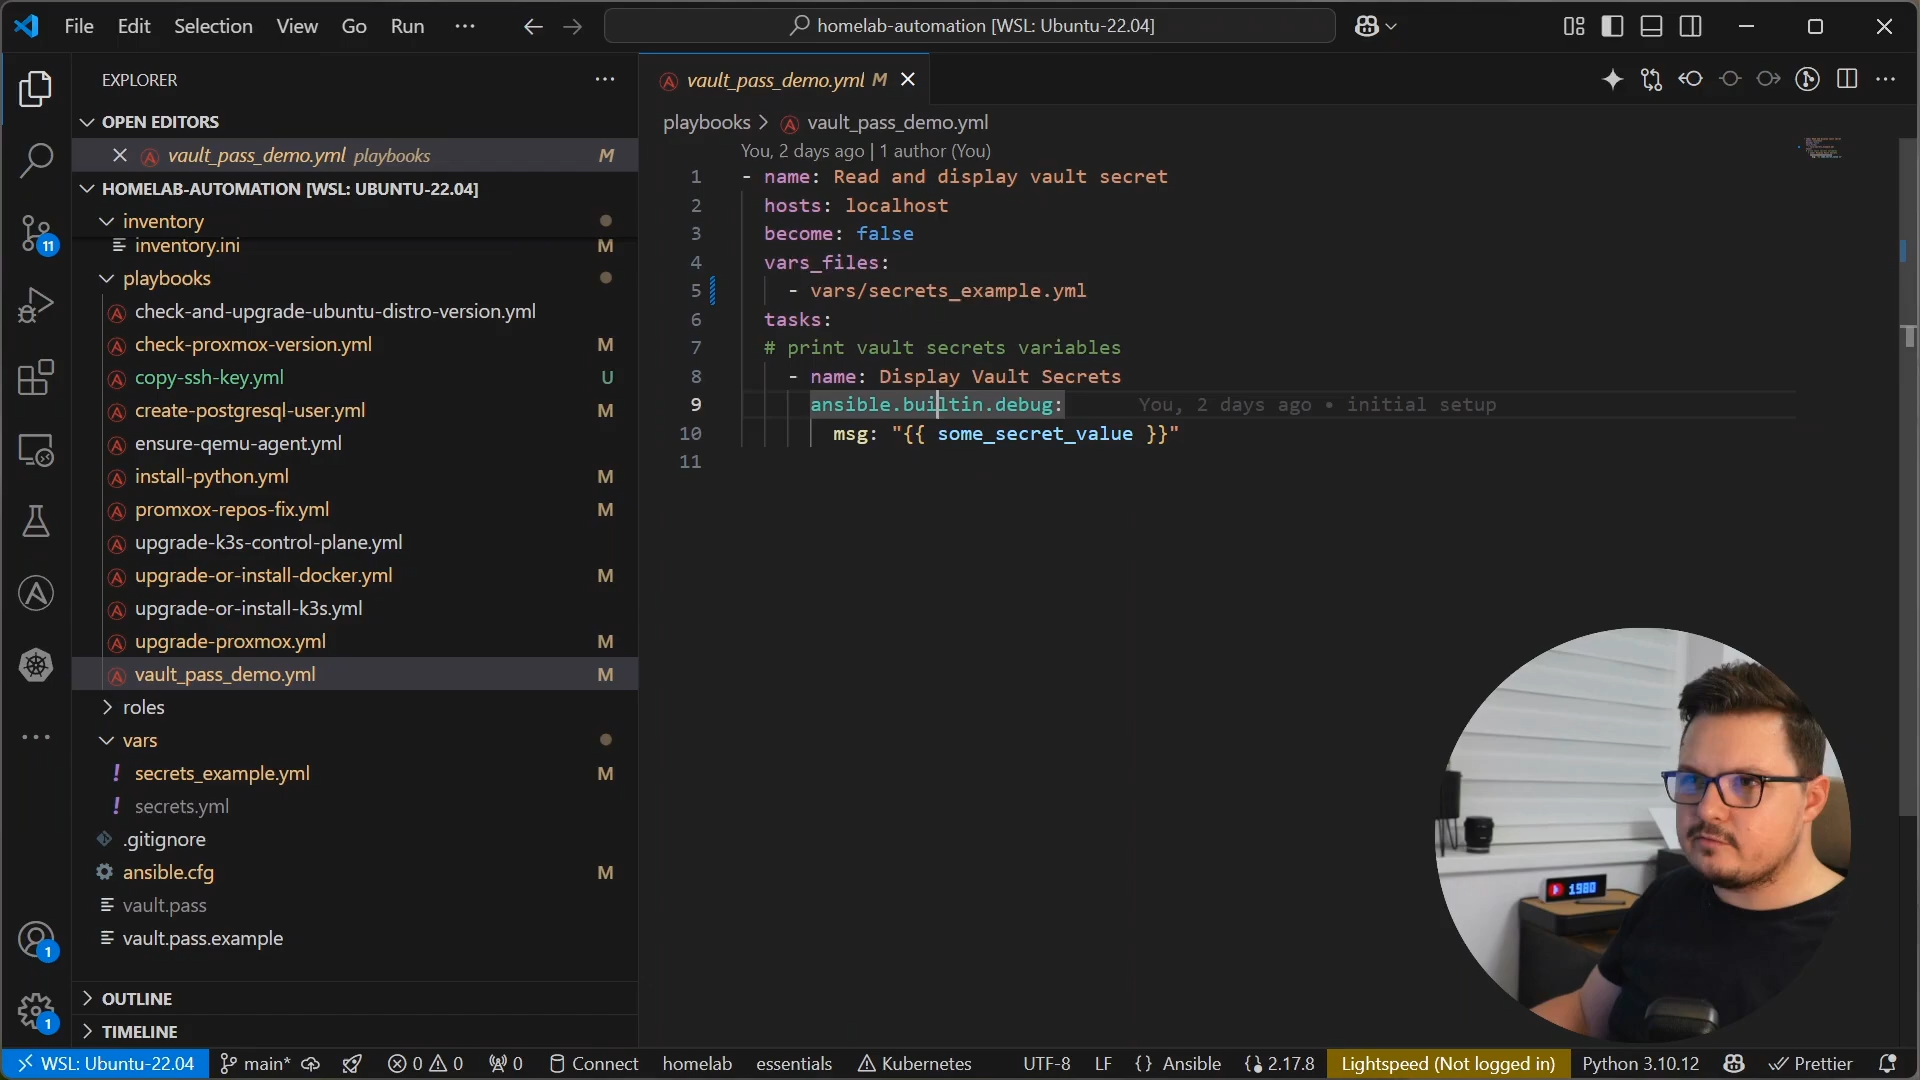 File Edit Selection View Go Run
homelab-automation [WSL: Ubuntu-22.04]
EXPLORER
OPEN EDITORS
vault_pass_demo.yml playbooks M
HOMELAB-AUTOMATION [WSL: UBUNTU-22.04]
inventory
inventory.ini M
playbooks
check-and-upgrade-ubuntu-distro-version.yml
check-proxmox-version.yml M
copy-ssh-key.yml U
create-postgresql-user.yml M
ensure-qemu-agent.yml
install-python.yml M
promxox-repos-fix.yml M
upgrade-k3s-control-plane.yml
upgrade-or-install-docker.yml M
upgrade-or-install-k3s.yml
upgrade-proxmox.yml M
vault_pass_demo.yml M
roles
vars
secrets_example.yml M
secrets.yml
.gitignore
ansible.cfg M
vault.pass
vault.pass.example
OUTLINE
TIMELINE
11
1
1
vault_pass_demo.yml M
playbooks > vault_pass_demo.yml
You, 2 days ago | 1 author (You)
1 - name: Read and display vault secret
2 hosts: localhost
3 become: false
4 vars_files:
5 - vars/secrets_example.yml
6 tasks:
7 # print vault secrets variables
8 - name: Display Vault Secrets
9 ansible.builtin.debug: You, 2 days ago • initial setup
10 msg: "{{ some_secret_value }}"
11
1980
WSL: Ubuntu-22.04 main* 0 0 0 Connect homelab essentials Kubernetes UTF-8 LF {} Ansible 2.17.8 Lightspeed (Not logged in) Python 3.10.12 Prettier